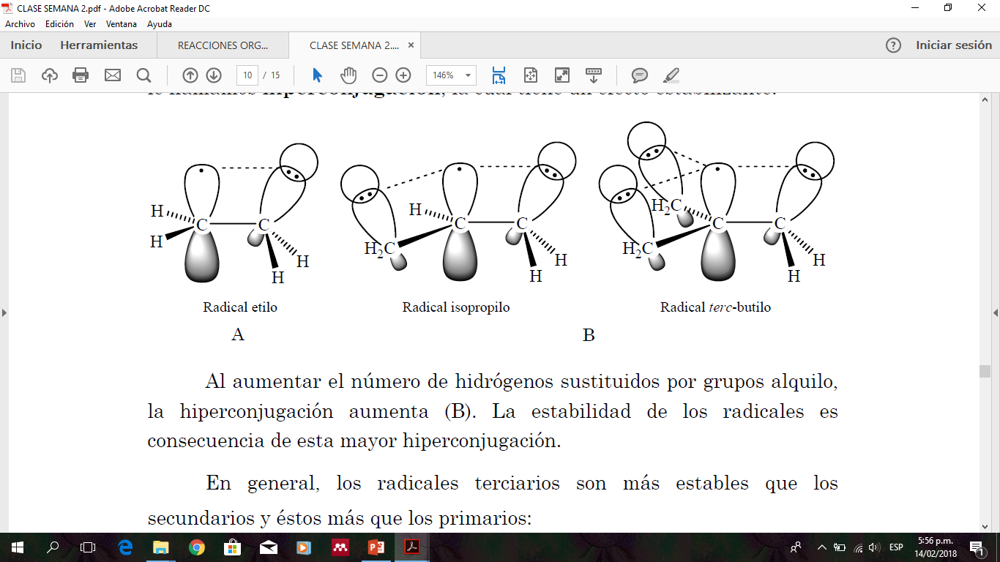 CLASE SEMANA 2.pdf - Adobe Acrobat Reader DC
Archivo Edición Ver Ventana Ayuda
Inicio Herramientas REACCIONES ORG... CLASE SEMANA 2.... × ? Iniciar sesión
10 / 15 146%
le llamamos hiperconjugación, la cual tiene un efecto estabilizante.
H H C C H H
H H₂C C C H H
H₂C H₂C C C H H
Radical etilo Radical isopropilo Radical terc-butilo
A B
Al aumentar el número de hidrógenos sustituidos por grupos alquilo,
la hiperconjugación aumenta (B). La estabilidad de los radicales es
consecuencia de esta mayor hiperconjugación.
En general, los radicales terciarios son más estables que los
secundarios y éstos más que los primarios:
ESP 5:56 p.m.
14/02/2018 1